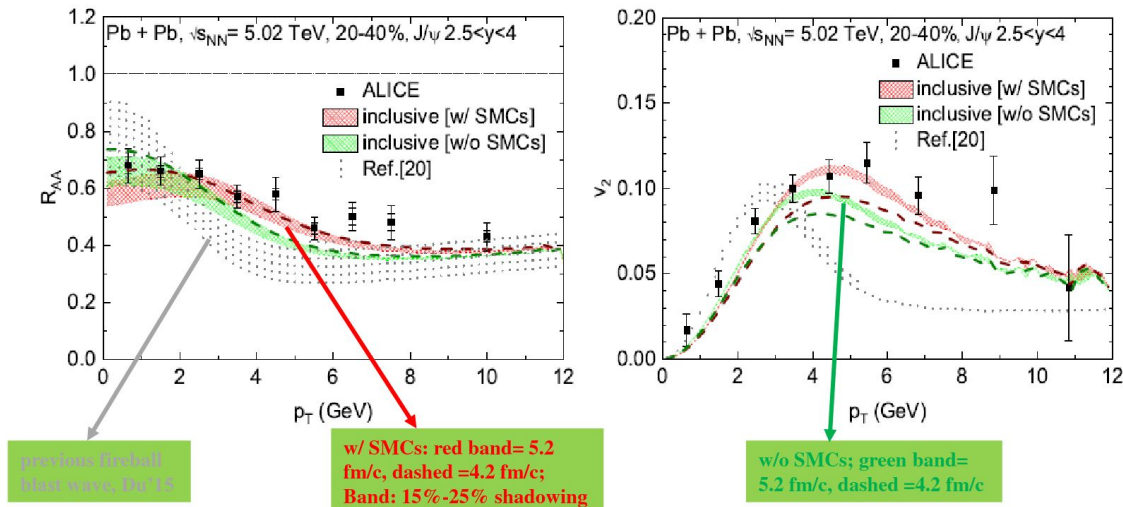 Pb + Pb, √sNN= 5.02 TeV, 20-40%, J/ψ 2.5<y<4
ALICE
inclusive [w/ SMCs]
inclusive [w/o SMCs]
Ref.[20]
RAA
1.2
1.0
0.8
0.6
0.4
0.2
0.0
0
2
4
6
8
10
12
pT (GeV)
Pb + Pb, √sNN= 5.02 TeV, 20-40%, J/ψ 2.5<y<4
ALICE
inclusive [w/ SMCs]
inclusive [w/o SMCs]
Ref.[20]
v2
0.20
0.15
0.10
0.05
0.00
0
2
4
6
8
10
12
pT (GeV)
previous fireball
blast wave, Du'15
w/ SMCs: red band= 5.2
fm/c, dashed =4.2 fm/c;
Band: 15%-25% shadowing
w/o SMCs; green band=
5.2 fm/c, dashed =4.2 fm/c